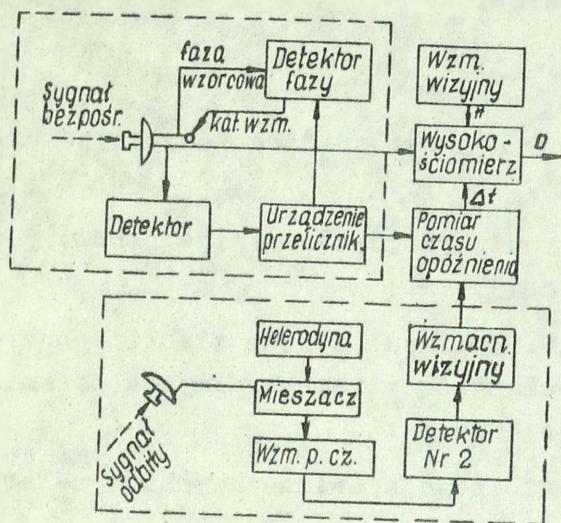 faza
wzorcowa
Detektor
fazy
Wzm.
wizyjny
Sygnał
bezpośr.
kąt. wzm.
H
Wysoko-
ściomierz
D
Δt
Detektor
Urządzenie
przelicznik.
Pomiar
czasu
opóźnienia
Heterodyna
Wzmacn.
wizyjny
Mieszacz
Sygnał
odbity
Wzm. p. cz.
Detektor
Nr 2